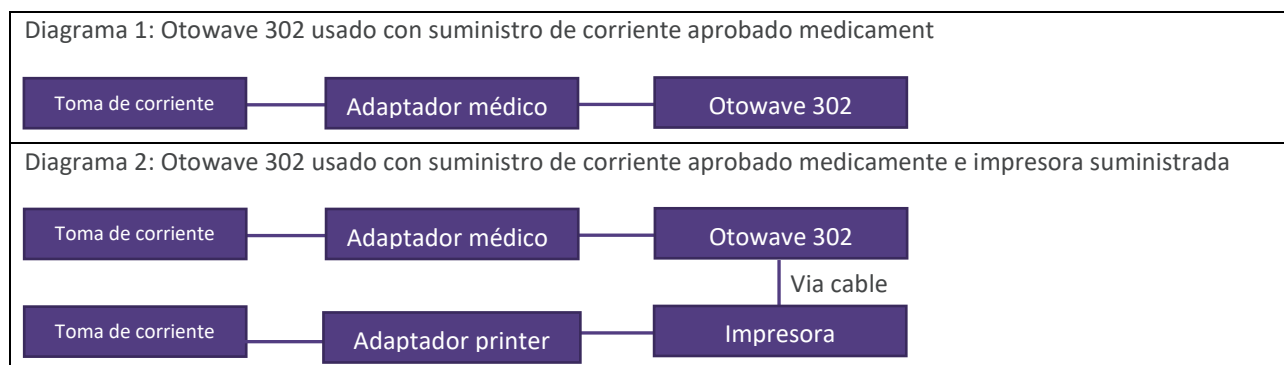 Diagrama 1: Otowave 302 usado con suministro de corriente aprobado medicament
Toma de corriente Adaptador médico Otowave 302
Diagrama 2: Otowave 302 usado con suministro de corriente aprobado medicamente e impresora suministrada
Toma de corriente Adaptador médico Otowave 302
Via cable
Toma de corriente Adaptador printer Impresora